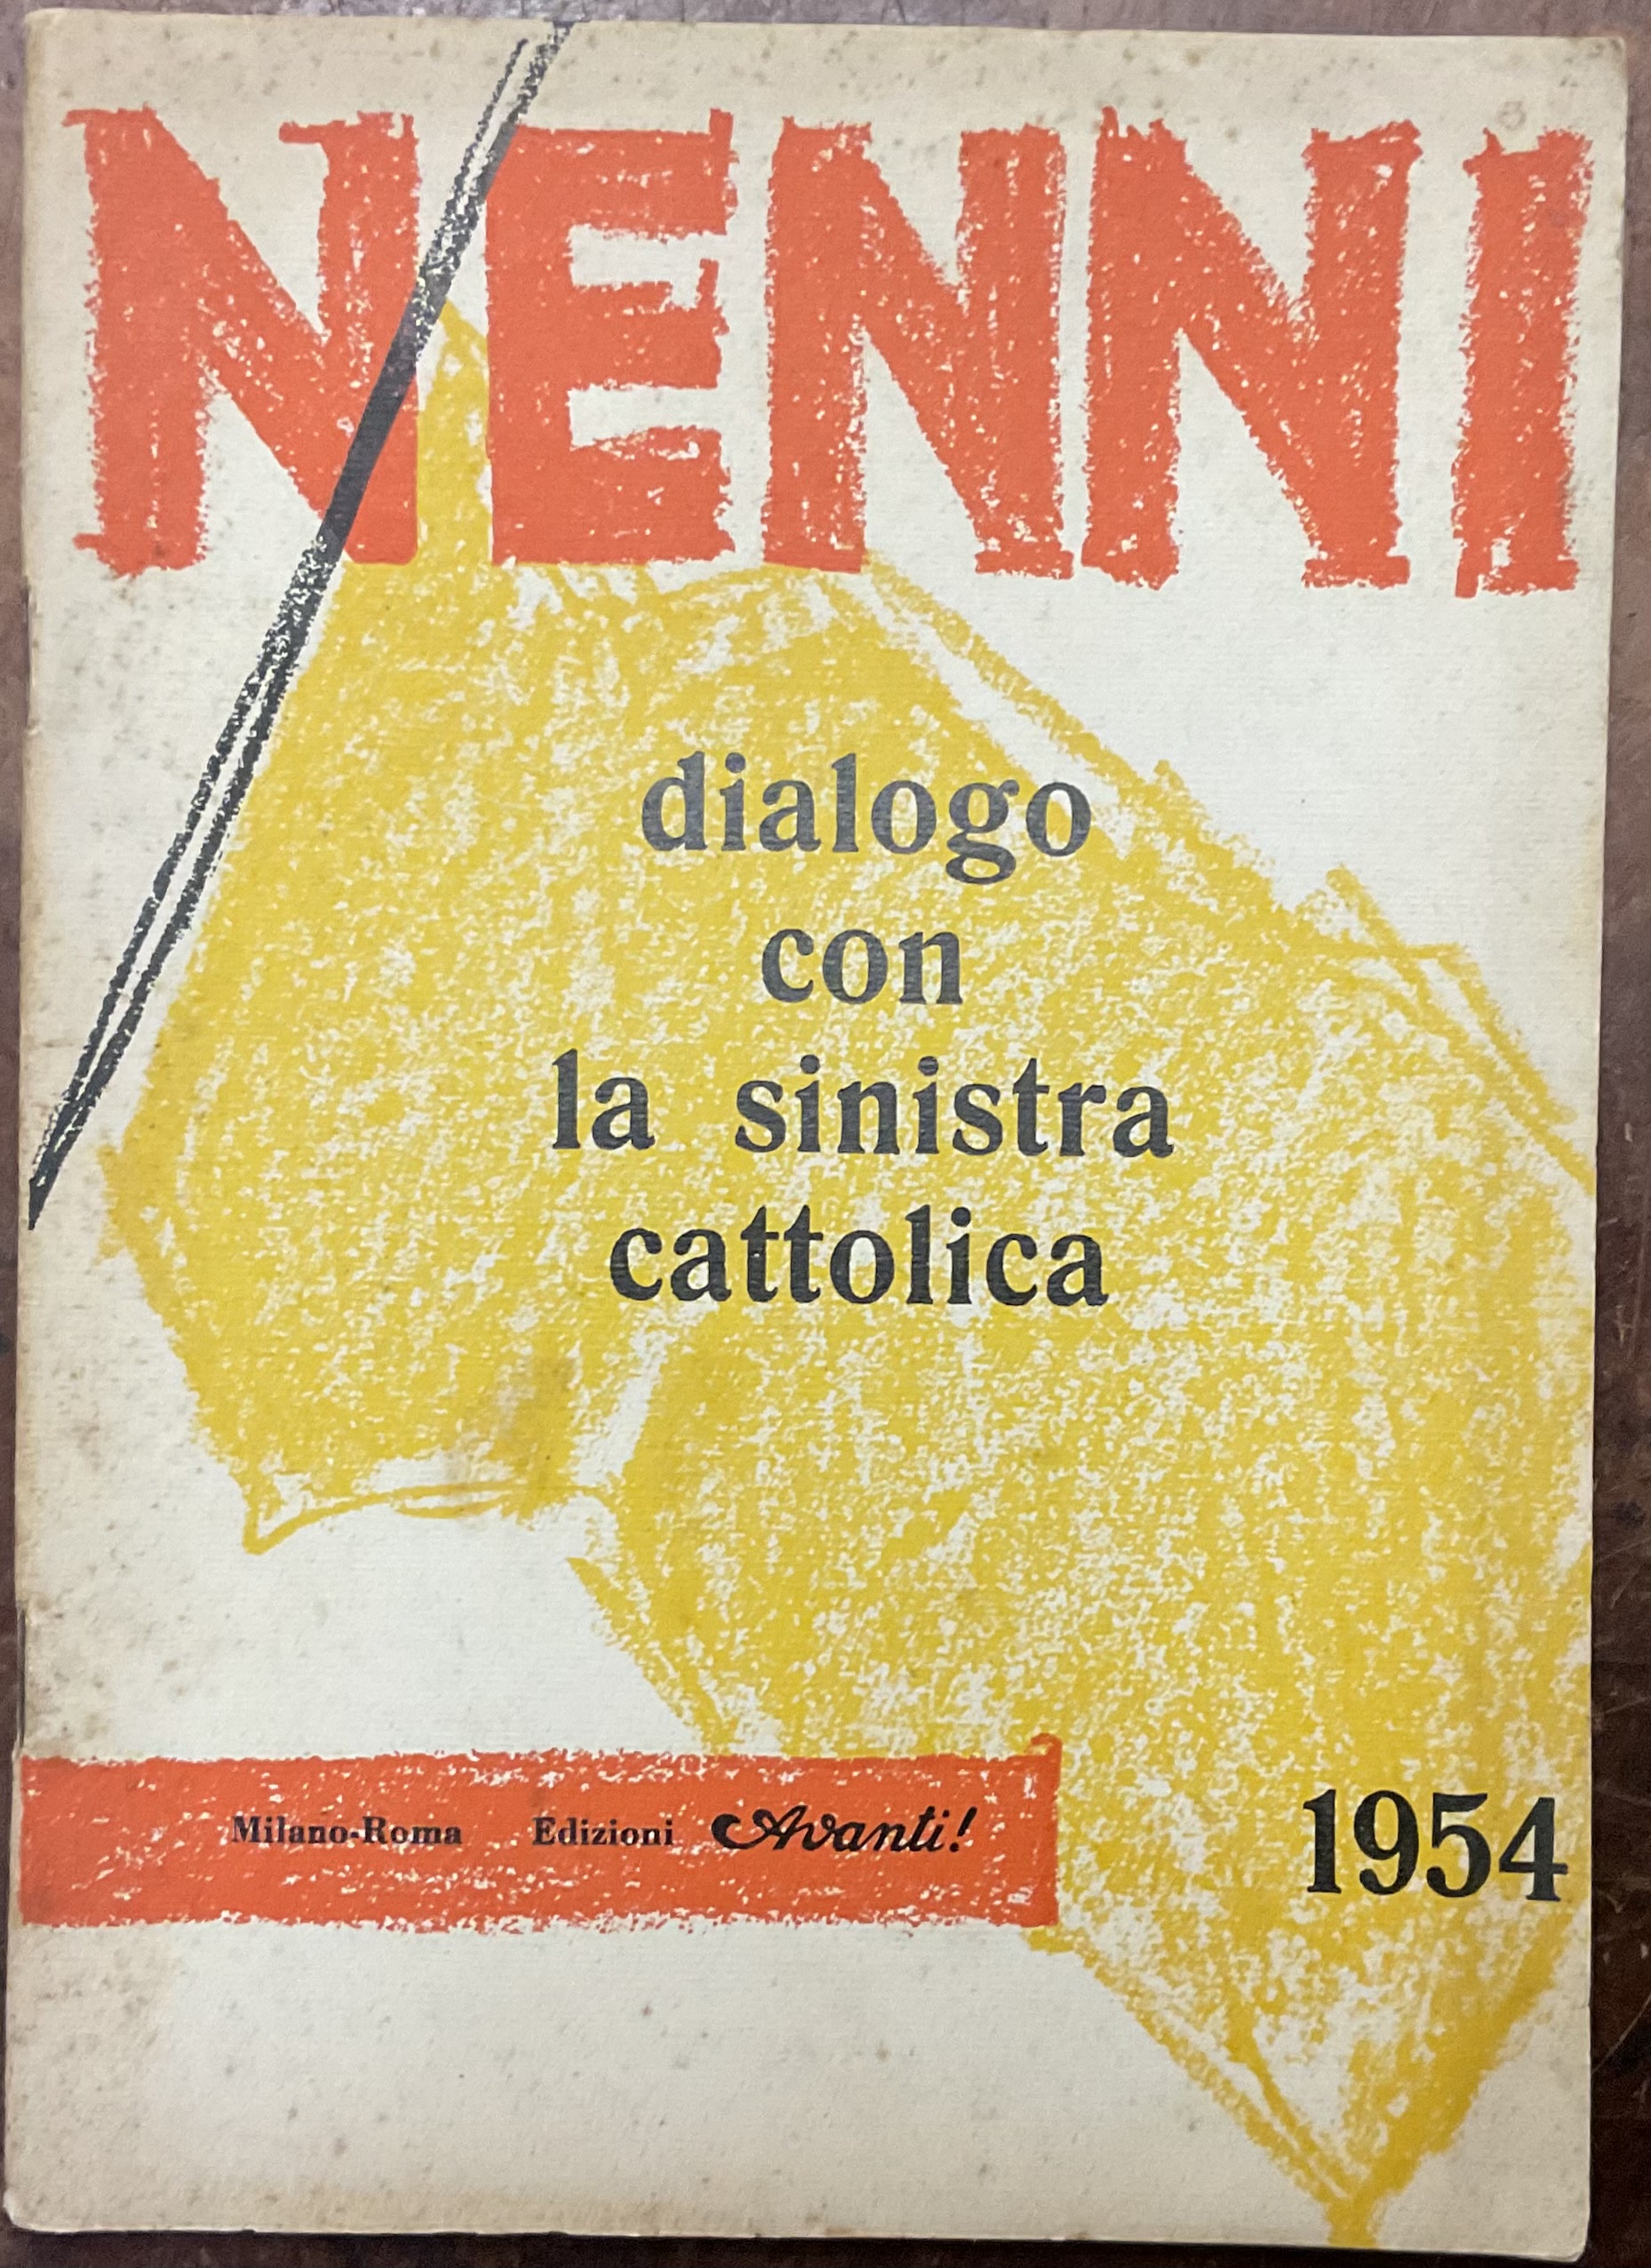 NENNI
dialogo
con
la sinistra
cattolica
Milano-Roma Edizioni Avanti!
1954